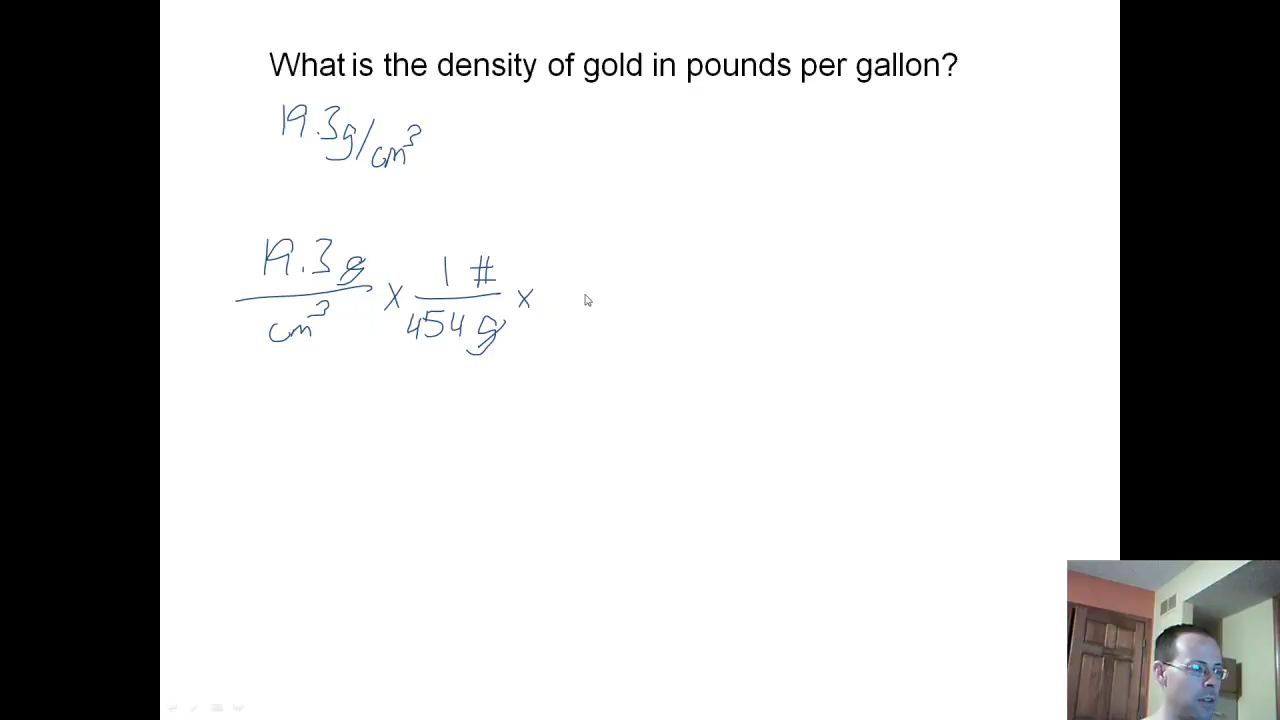 What is the density of gold in pounds per gallon?
19.3g/cm³
19.3 g / cm³ x 1 # / 454 g x